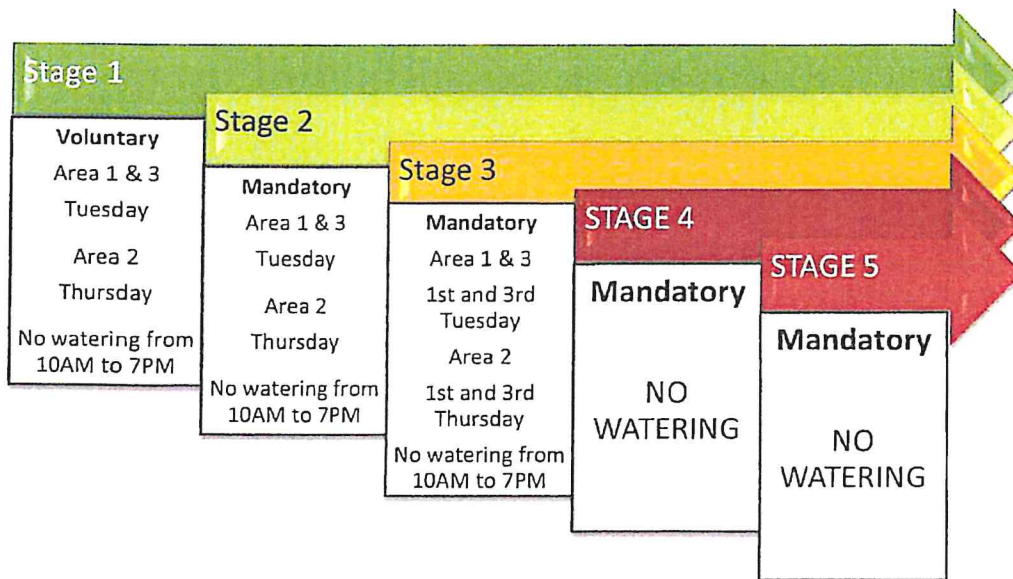 Stage 1
Voluntary
Area 1 & 3
Tuesday
Area 2
Thursday
No watering from
10AM to 7PM
Stage 2
Mandatory
Area 1 & 3
Tuesday
Area 2
Thursday
No watering from
10AM to 7PM
Stage 3
Mandatory
Area 1 & 3
1st and 3rd
Tuesday
Area 2
1st and 3rd
Thursday
No watering from
10AM to 7PM
STAGE 4
Mandatory
NO
WATERING
STAGE 5
Mandatory
NO
WATERING